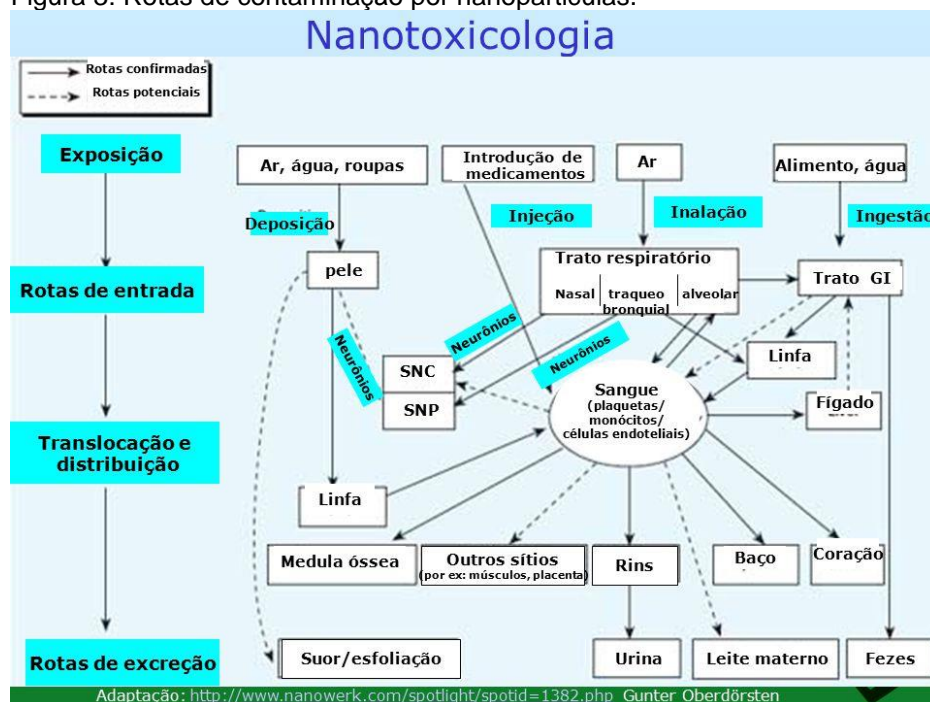 Figura 3: Rotas de contaminação por nanopartículas.
Nanotoxicologia
Rotas confirmadas
Rotas potenciais
Exposição
Ar, água, roupas
Introdução de
medicamentos
Ar
Alimento, água
Deposição
Injeção
Inalação
Ingestão
Rotas de entrada
pele
Trato respiratório
Nasal
traqueo
bronquial
alveolar
Trato GI
Neurônios
Neurônios
Neurônios
SNC
SNP
Linfa
Sangue
(plaquetas/
monócitos/
células endoteliais)
Fígado
Translocação e
distribuição
Linfa
Medula óssea
Outros sítios
(por ex: músculos, placenta)
Rins
Baço
Coração
Rotas de excreção
Suor/esfoliação
Urina
Leite materno
Fezes
Adaptação: http://www.nanowerk.com/spotlight/spotid=1382.php Gunter Oberdörsten